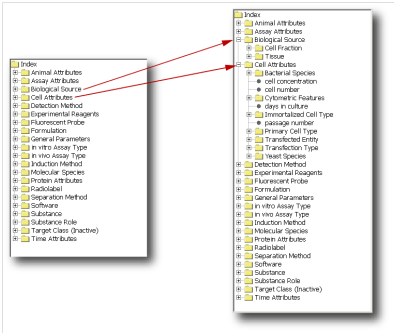 Index
Animal Attributes
Assay Attributes
Biological Source
Cell Attributes
Detection Method
Experimental Reagents
Fluorescent Probe
Formulation
General Parameters
in vitro Assay Type
in vivo Assay Type
Induction Method
Molecular Species
Protein Attributes
Radiolabel
Separation Method
Software
Substance
Substance Role
Target Class (Inactive)
Time Attributes
Index
Animal Attributes
Assay Attributes
Biological Source
Cell Fraction
Tissue
Cell Attributes
Bacterial Species
cell concentration
cell number
Cytometric Features
days in culture
Immortalized Cell Type
passage number
Primary Cell Type
Transfected Entity
Transfection Type
Yeast Species
Detection Method
Experimental Reagents
Fluorescent Probe
Formulation
General Parameters
in vitro Assay Type
in vivo Assay Type
Induction Method
Molecular Species
Protein Attributes
Radiolabel
Separation Method
Software
Substance
Substance Role
Target Class (Inactive)
Time Attributes